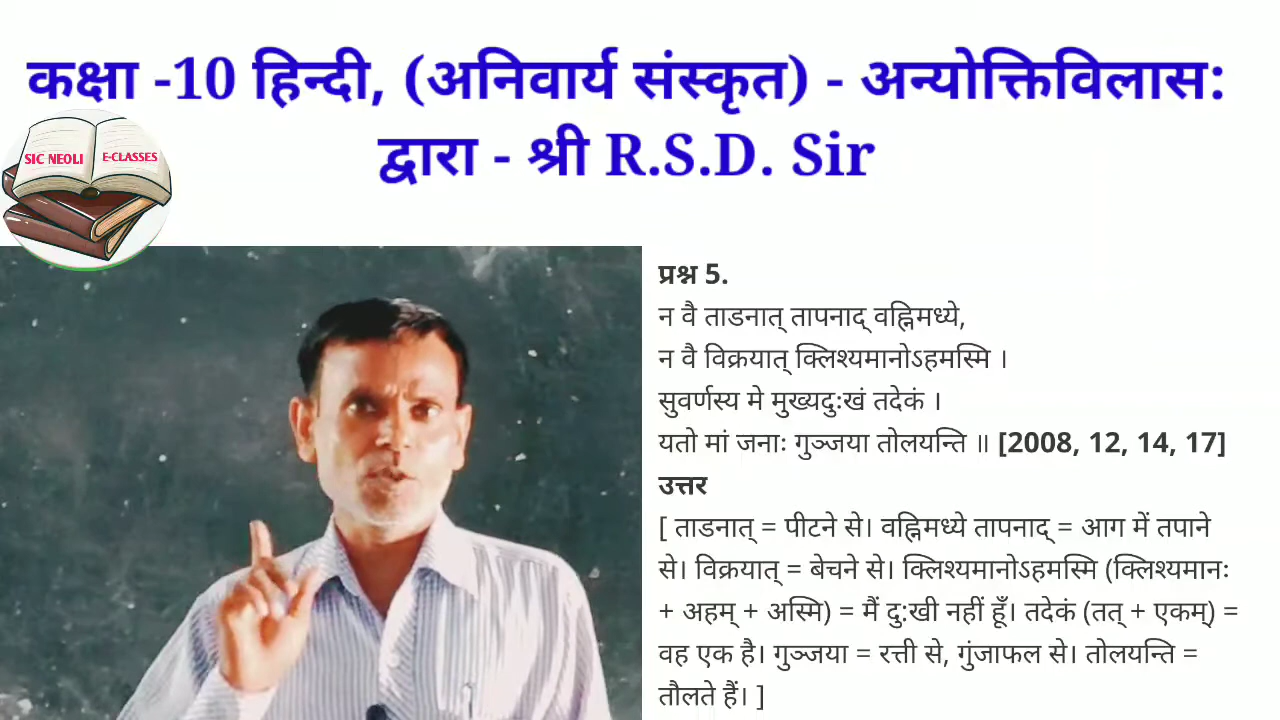 कक्षा -10 हिन्दी, (अनिवार्य संस्कृत) - अन्योक्तिविलास:
द्वारा - श्री R.S.D. Sir
SIC NEOLI E-CLASSES
प्रश्न 5.
न वै ताडनात् तापनाद् वह्निमध्ये,
न वै विक्रयात् क्लिश्यमानोऽहमस्मि ।
सुवर्णस्य मे मुख्यदुःखं तदेकं ।
यतो मां जनाः गुञ्जया तोलयन्ति ॥ [2008, 12, 14, 17]
उत्तर
[ ताडनात् = पीटने से। वह्निमध्ये तापनाद् = आग में तपाने
से। विक्रयात् = बेचने से। क्लिश्यमानोऽहमस्मि (क्लिश्यमानः
+ अहम् + अस्मि) = मैं दु:खी नहीं हूँ। तदेकं (तत् + एकम्) =
वह एक है। गुञ्जया = रत्ती से, गुंजाफल से। तोलयन्ति =
तौलते हैं। ]